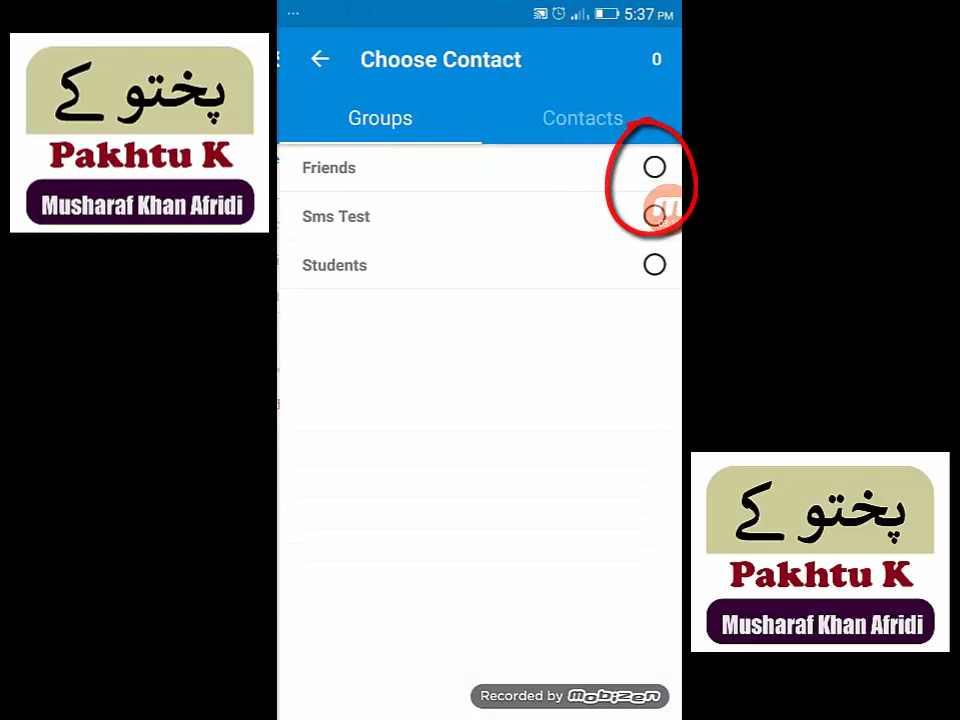 پختو کے
Pakhtu K
Musharaf Khan Afridi
5:37 PM
Choose Contact
0
Groups
Contacts
Friends
Sms Test
Students
پختو کے
Pakhtu K
Musharaf Khan Afridi
Recorded by mobizen